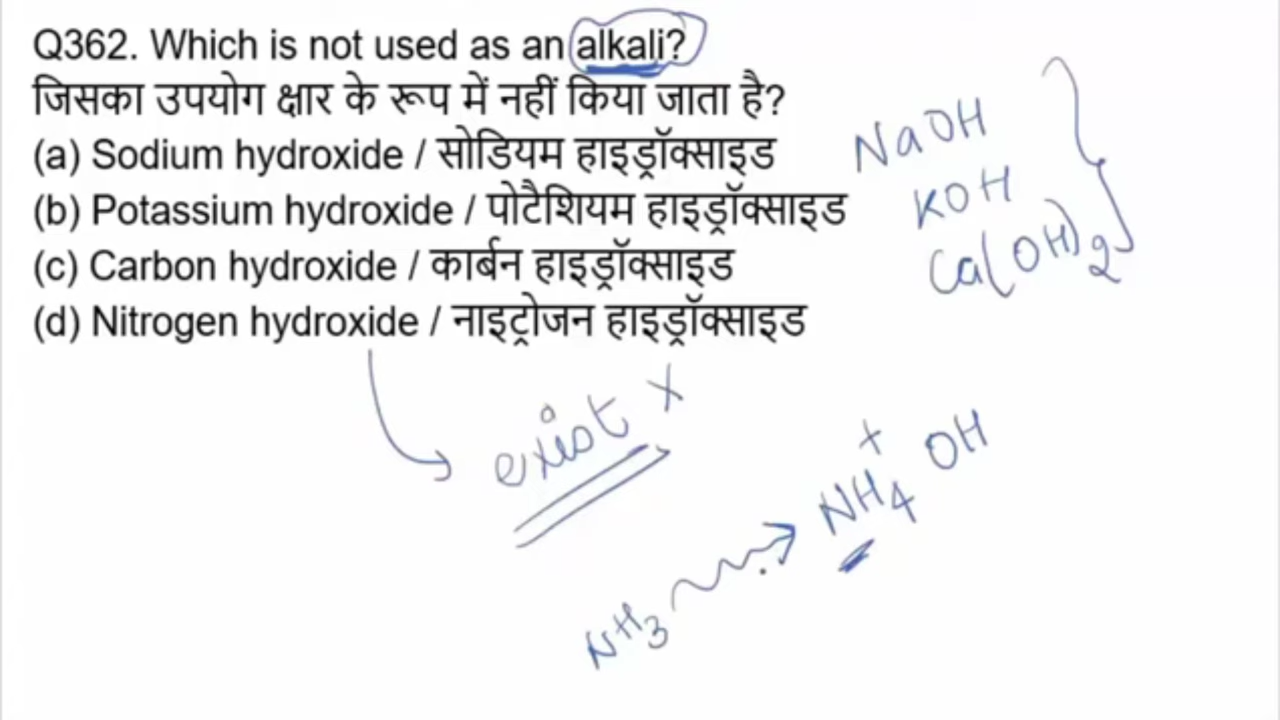 Q362. Which is not used as an alkali?
जिसका उपयोग क्षार के रूप में नहीं किया जाता है?
(a) Sodium hydroxide / सोडियम हाइड्रॉक्साइड
(b) Potassium hydroxide / पोटैशियम हाइड्रॉक्साइड
(c) Carbon hydroxide / कार्बन हाइड्रॉक्साइड
(d) Nitrogen hydroxide / नाइट्रोजन हाइड्रॉक्साइड
NaOH
KOH
Ca(OH)₂
exist ×
NH₄⁺ OH
NH₃